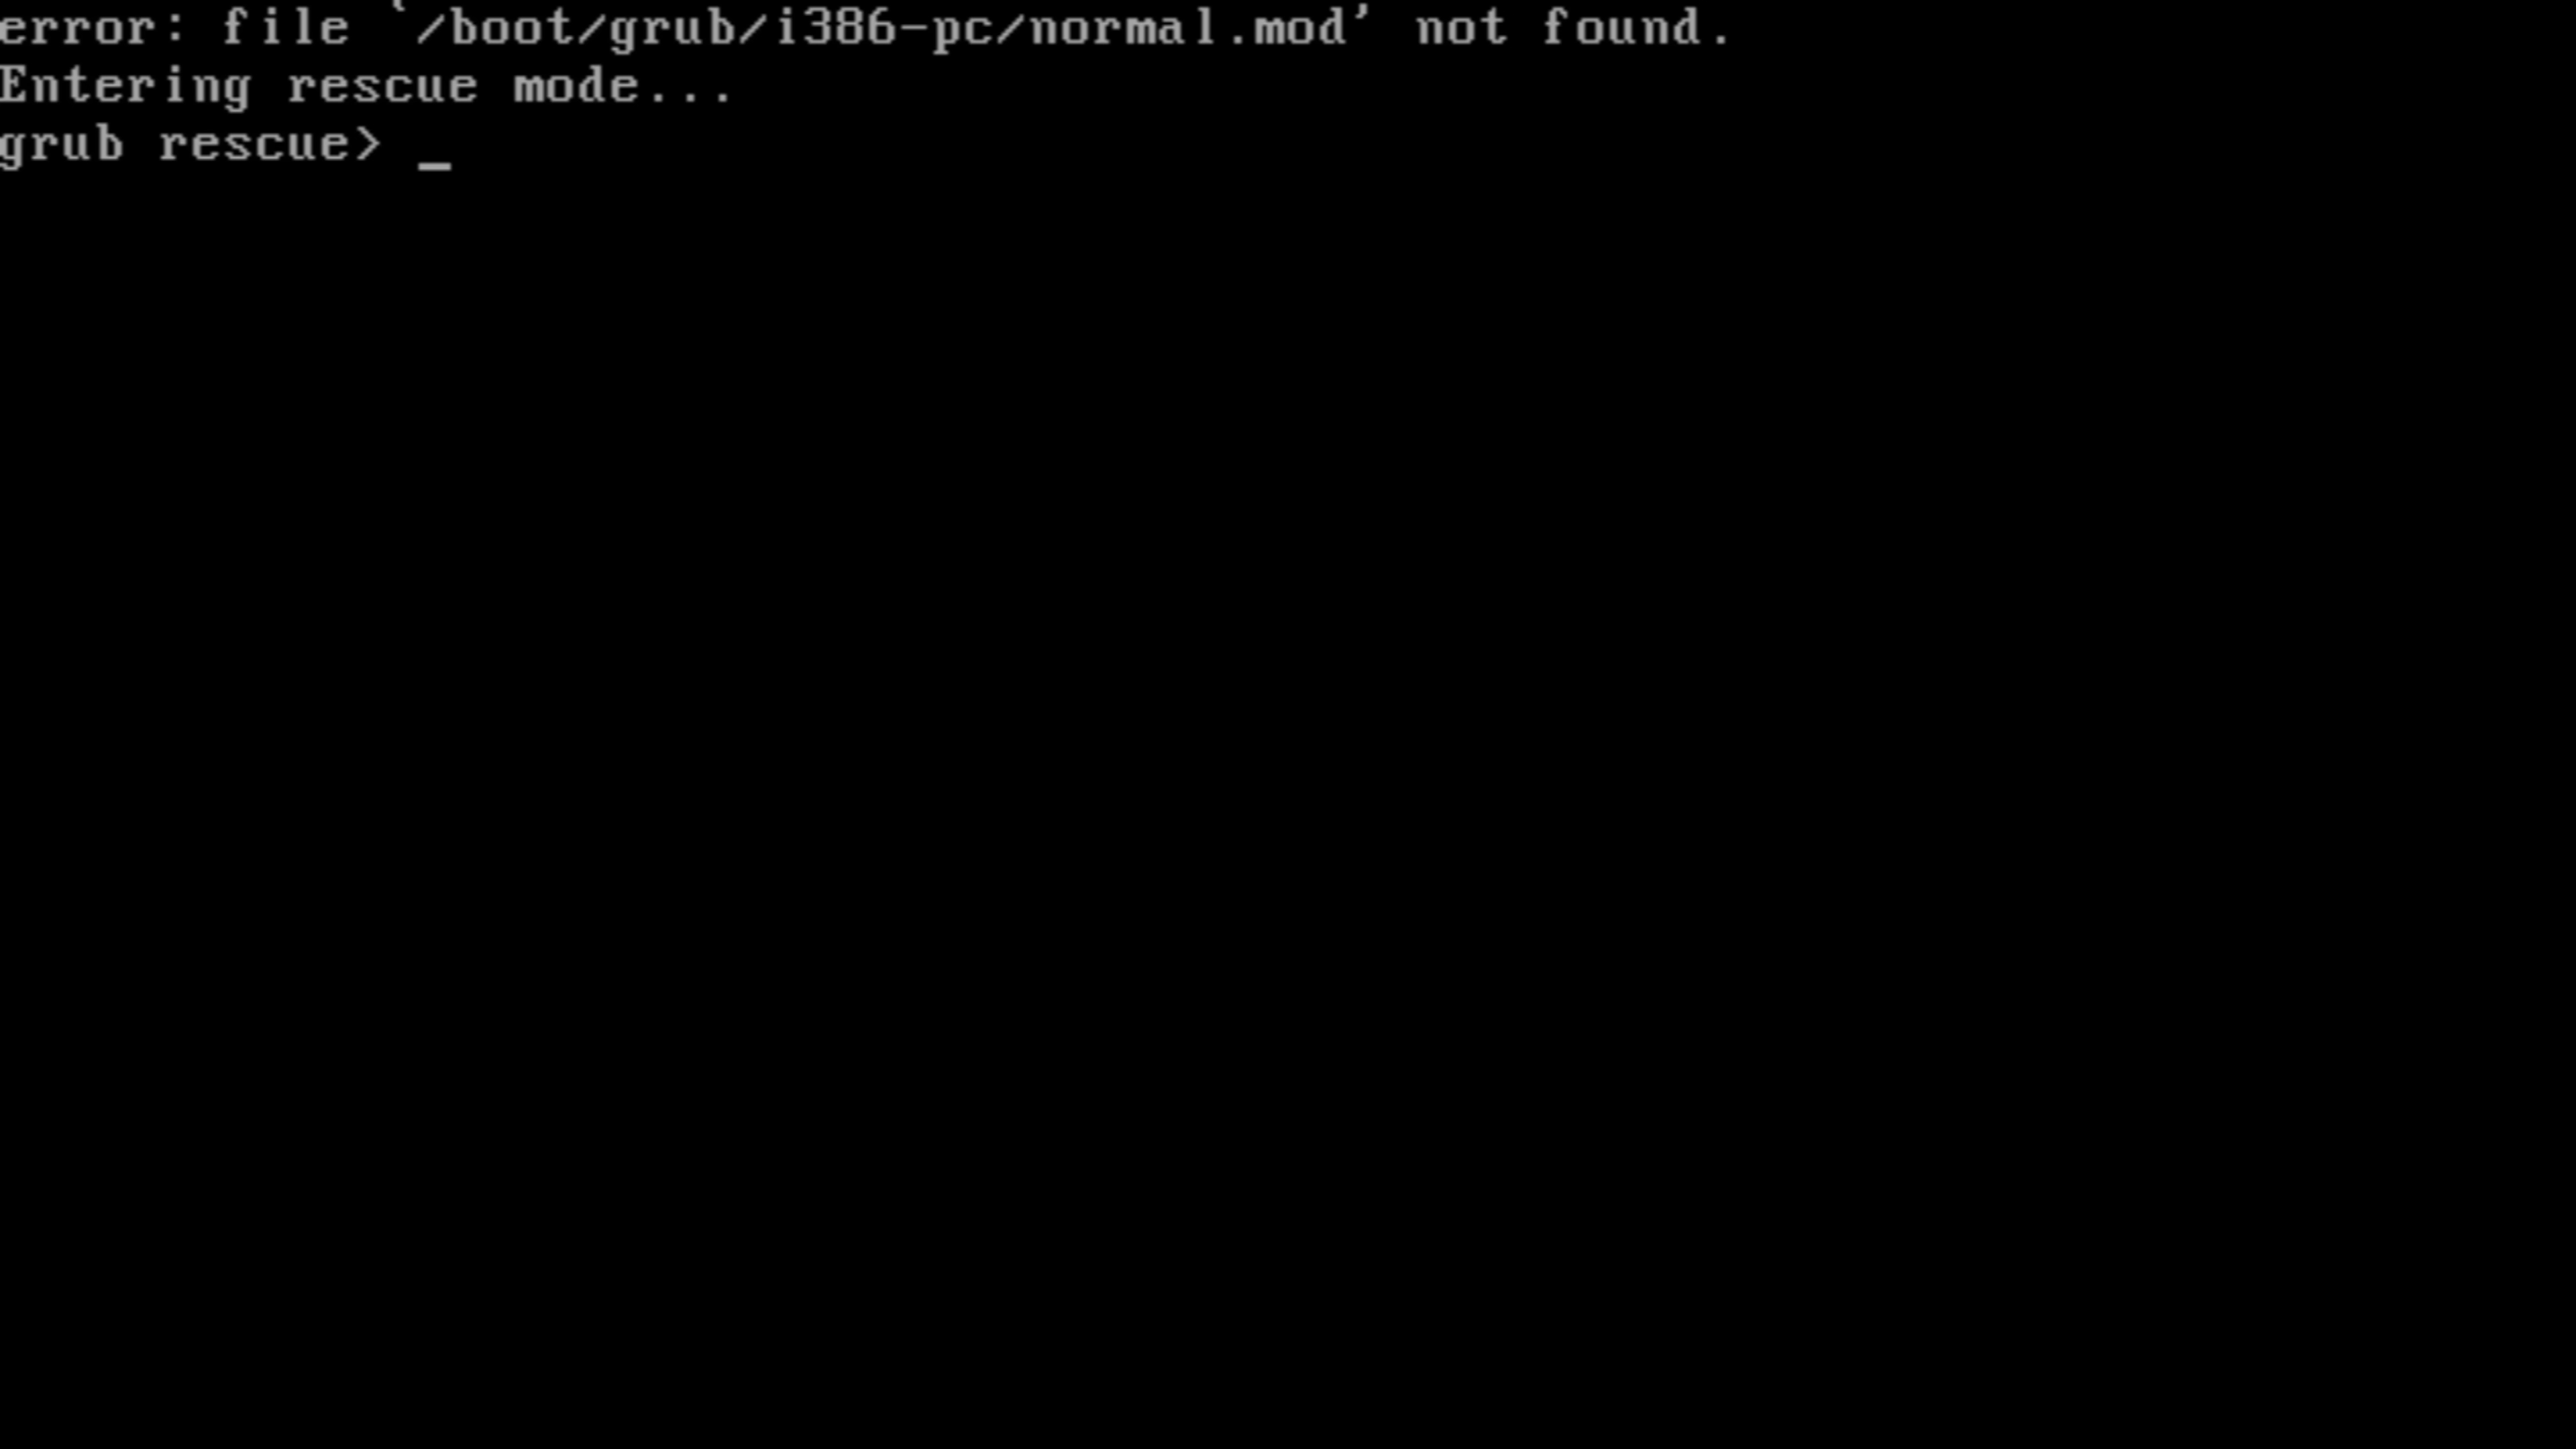 error: file `/boot/grub/i386-pc/normal.mod' not found.
Entering rescue mode...
grub rescue> _